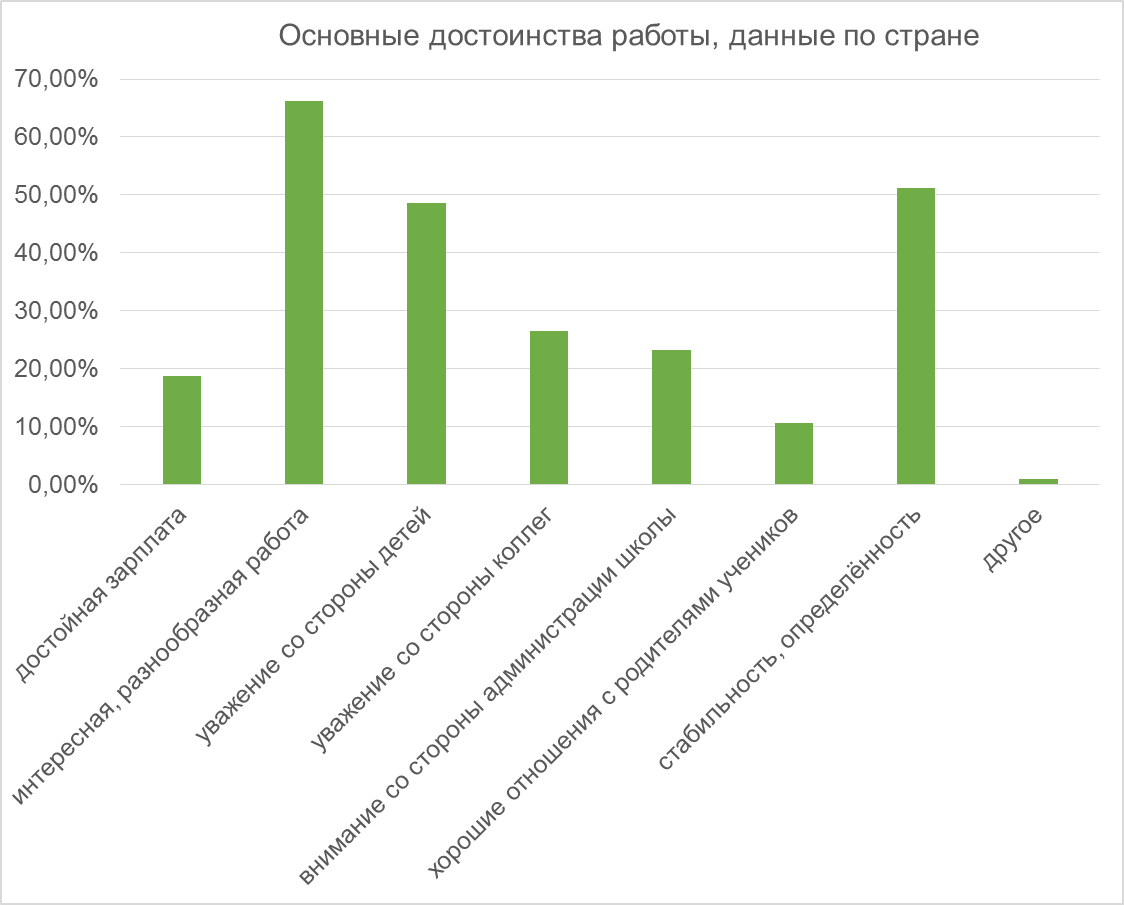 Основные достоинства работы, данные по стране
70,00%
60,00%
50,00%
40,00%
30,00%
20,00%
10,00%
0,00%
достойная зарплата
интересная, разнообразная работа
уважение со стороны детей
уважение со стороны коллег
внимание со стороны администрации школы
хорошие отношения с родителями учеников
стабильность, определённость
другое